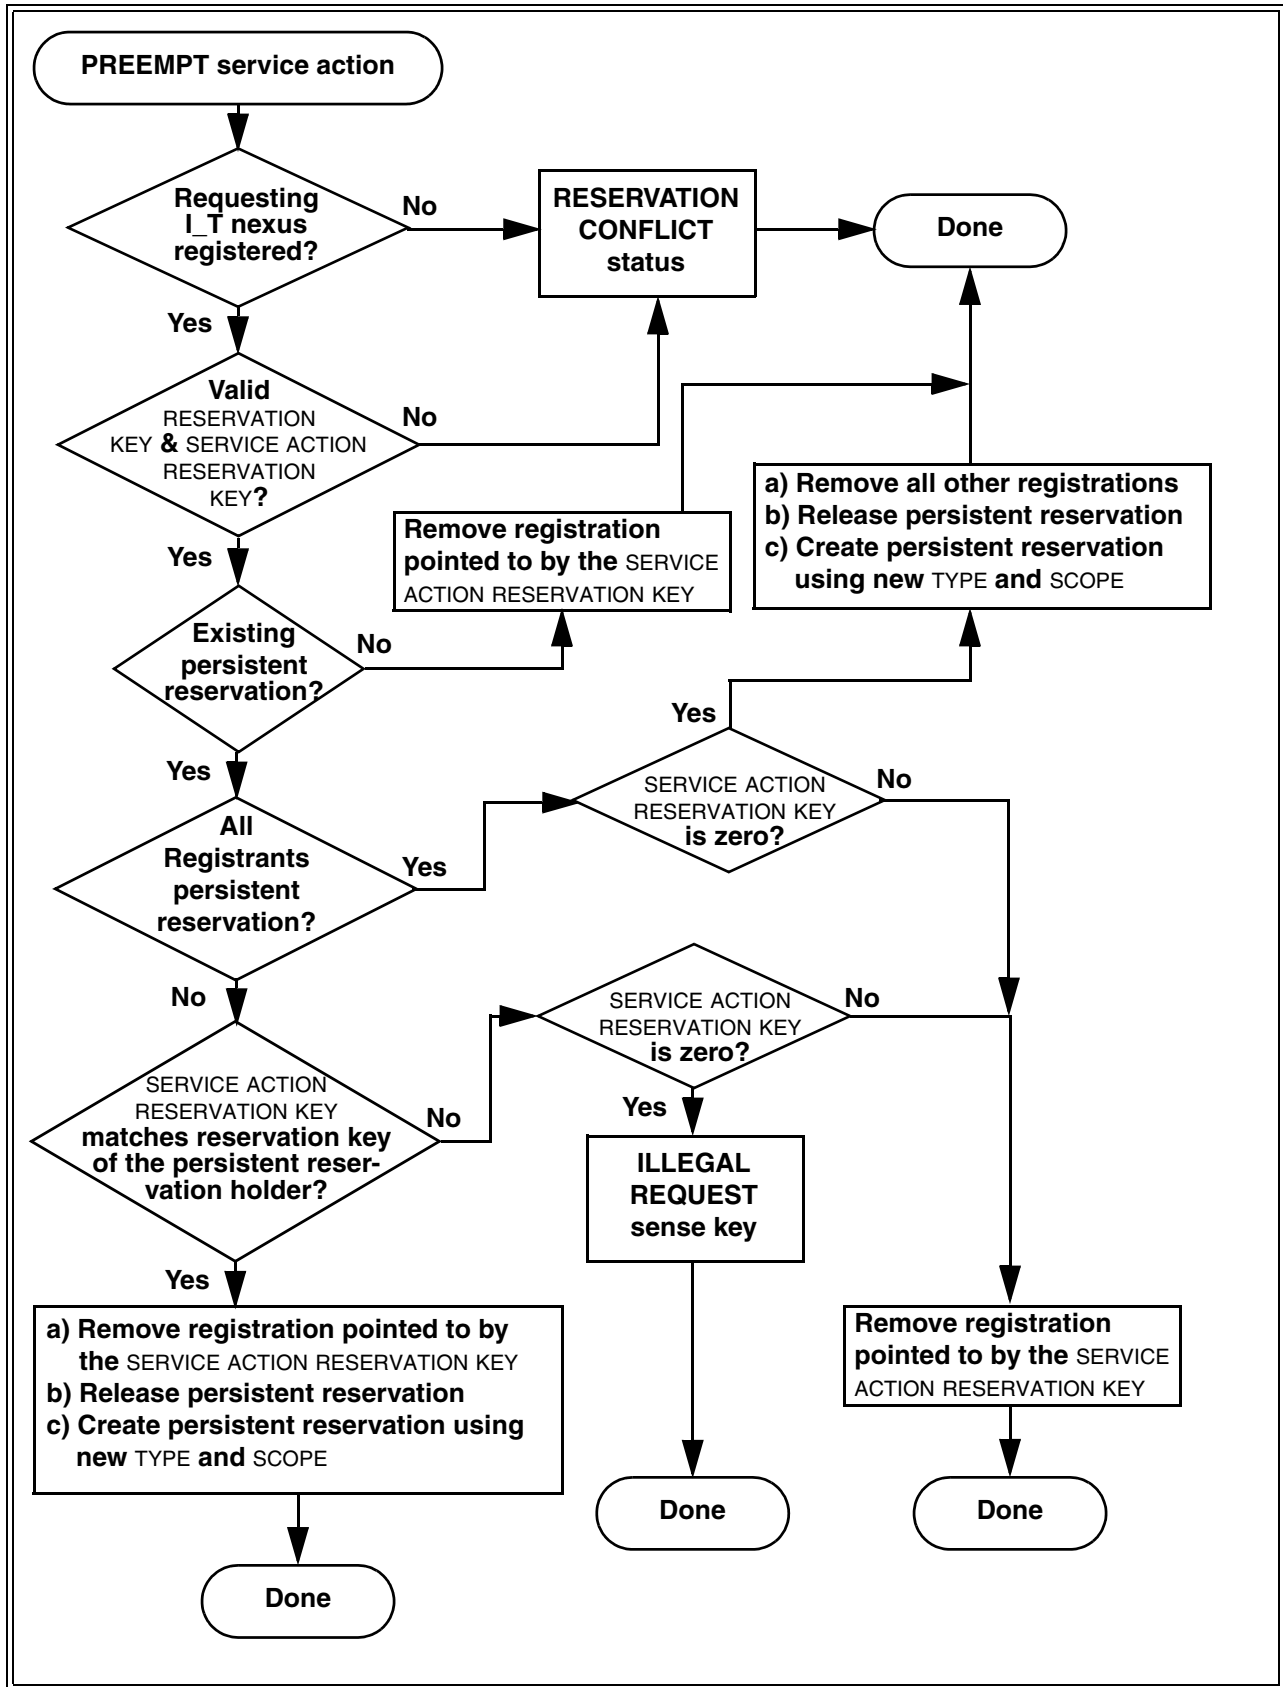 PREEMPT service action
Requesting
I_T nexus
registered?
No
RESERVATION
CONFLICT
status
Done
Yes
Valid
RESERVATION
KEY & SERVICE ACTION
RESERVATION
KEY?
No
a) Remove all other registrations
b) Release persistent reservation
c) Create persistent reservation
using new TYPE and SCOPE
Remove registration
pointed to by the SERVICE
ACTION RESERVATION KEY
Yes
Existing
persistent
reservation?
No
Yes
Yes
SERVICE ACTION
RESERVATION KEY
is zero?
No
All
Registrants
persistent
reservation?
Yes
No
SERVICE ACTION
RESERVATION KEY
is zero?
No
SERVICE ACTION
RESERVATION KEY
matches reservation key
of the persistent reser-
vation holder?
No
Yes
ILLEGAL
REQUEST
sense key
Yes
a) Remove registration pointed to by
the SERVICE ACTION RESERVATION KEY
b) Release persistent reservation
c) Create persistent reservation using
new TYPE and SCOPE
Remove registration
pointed to by the SERVICE
ACTION RESERVATION KEY
Done
Done
Done